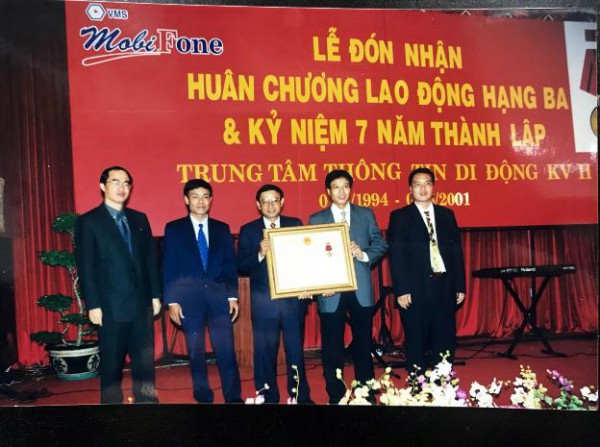 VMS
MobiFone
LỄ ĐÓN NHẬN
HUÂN CHƯƠNG LAO ĐỘNG HẠNG BA
& KỶ NIỆM 7 NĂM THÀNH LẬP
TRUNG TÂM THÔNG TIN DI ĐỘNG KV II
/1994 - 2001